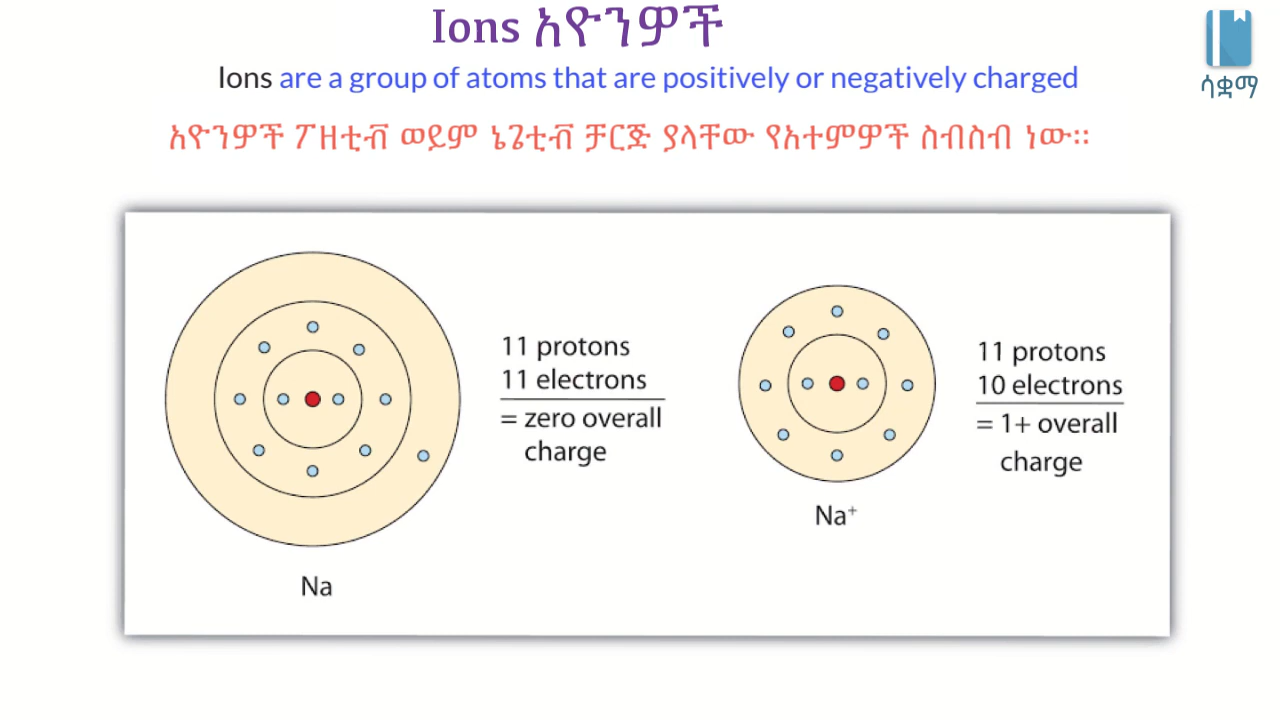 Ions አዮንዎች
Ions are a group of atoms that are positively or negatively charged
ሳቋማ
አዮንዎች ፖዘቲቭ ወይም ኔጌቲቭ ቻርጅ ያላቸው የአተምዎች ስብስብ ነው።
11 protons
11 electrons
= zero overall
charge
Na
11 protons
10 electrons
= 1+ overall
charge
Na⁺